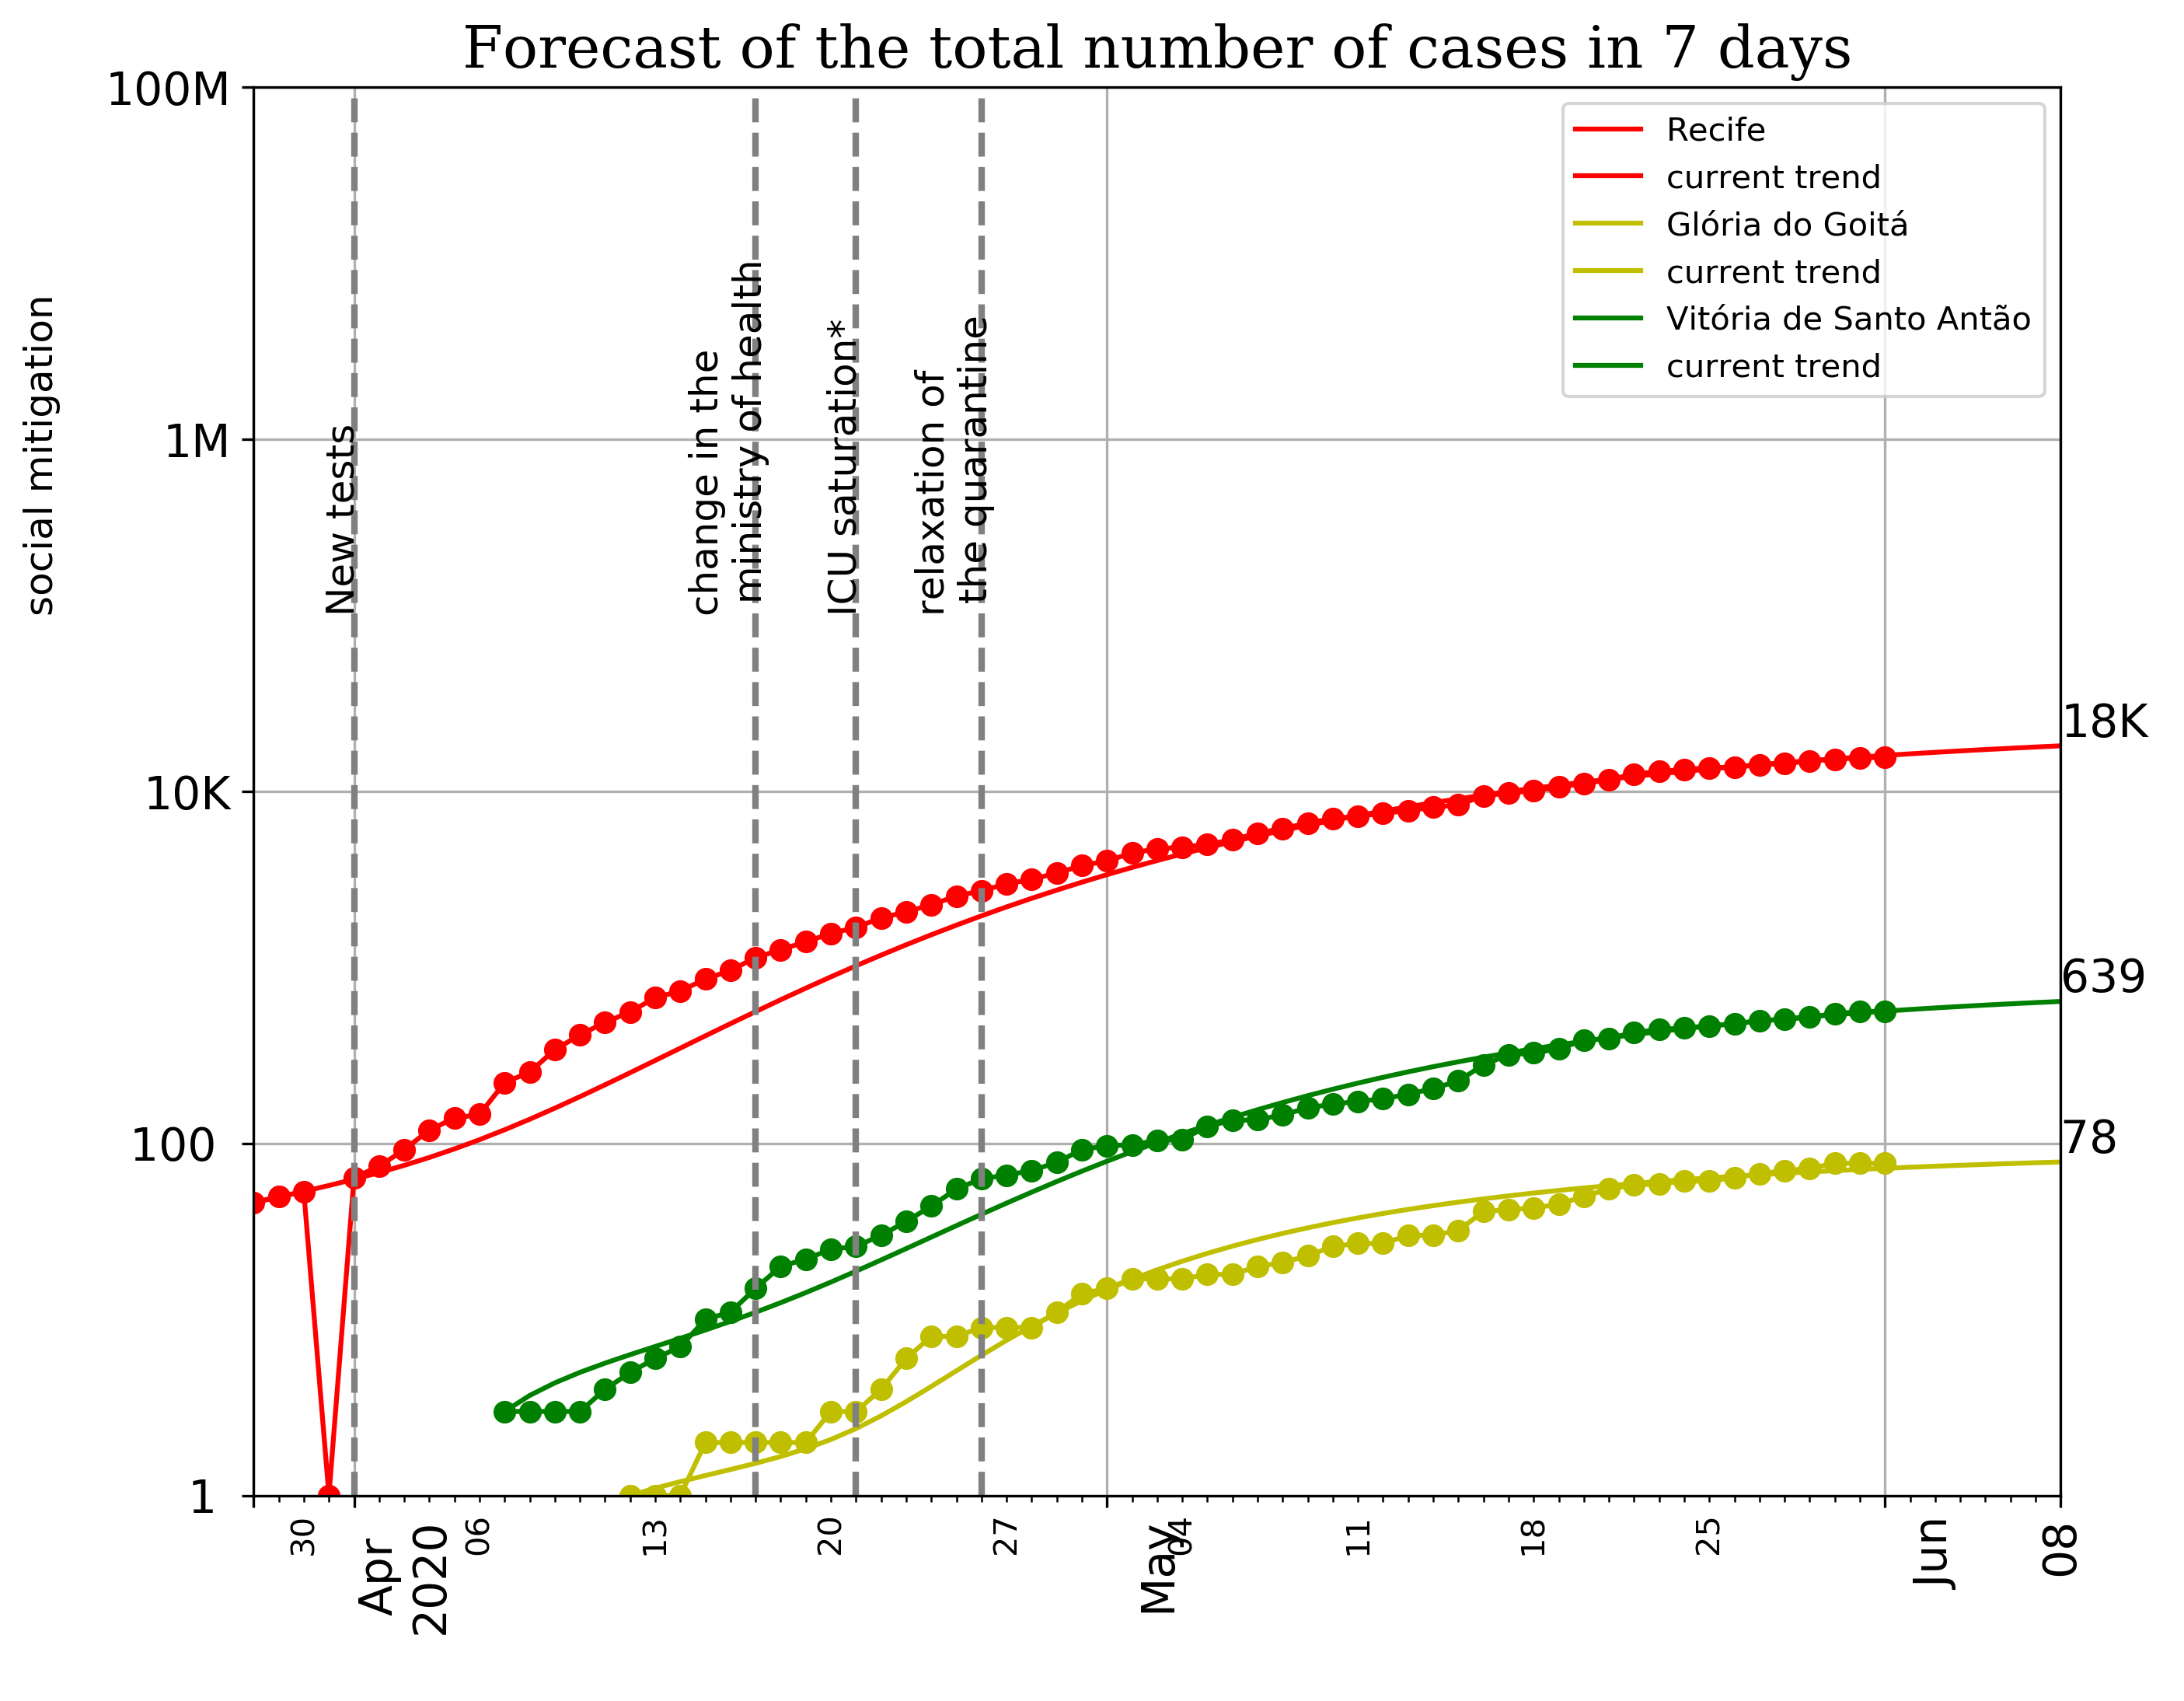 Forecast of the total number of cases in 7 days
100M
1M
10K
100
1
social mitigation
New tests
change in the
mministry of health
ICU saturation*
relaxation of
the quarantine
Recife
current trend
Glória do Goitá
current trend
Vitória de Santo Antão
current trend
18K
639
78
30
Apr
2020
06
13
20
27
May
04
11
18
25
Jun
08